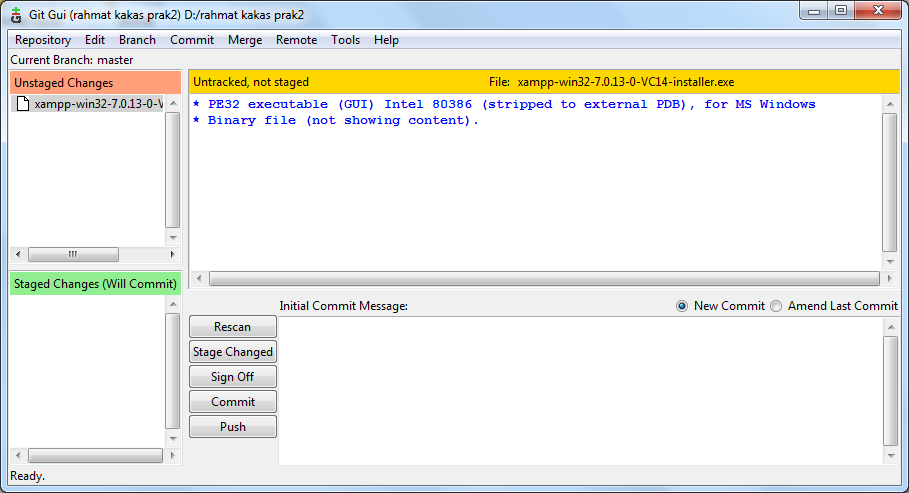 Git Gui (rahmat kakas prak2) D:/rahmat kakas prak2
Repository Edit Branch Commit Merge Remote Tools Help
Current Branch: master
Unstaged Changes
xampp-win32-7.0.13-0-V
Untracked, not staged File: xampp-win32-7.0.13-0-VC14-installer.exe
* PE32 executable (GUI) Intel 80386 (stripped to external PDB), for MS Windows
* Binary file (not showing content).
Staged Changes (Will Commit)
Initial Commit Message: New Commit Amend Last Commit
Rescan
Stage Changed
Sign Off
Commit
Push
Ready.